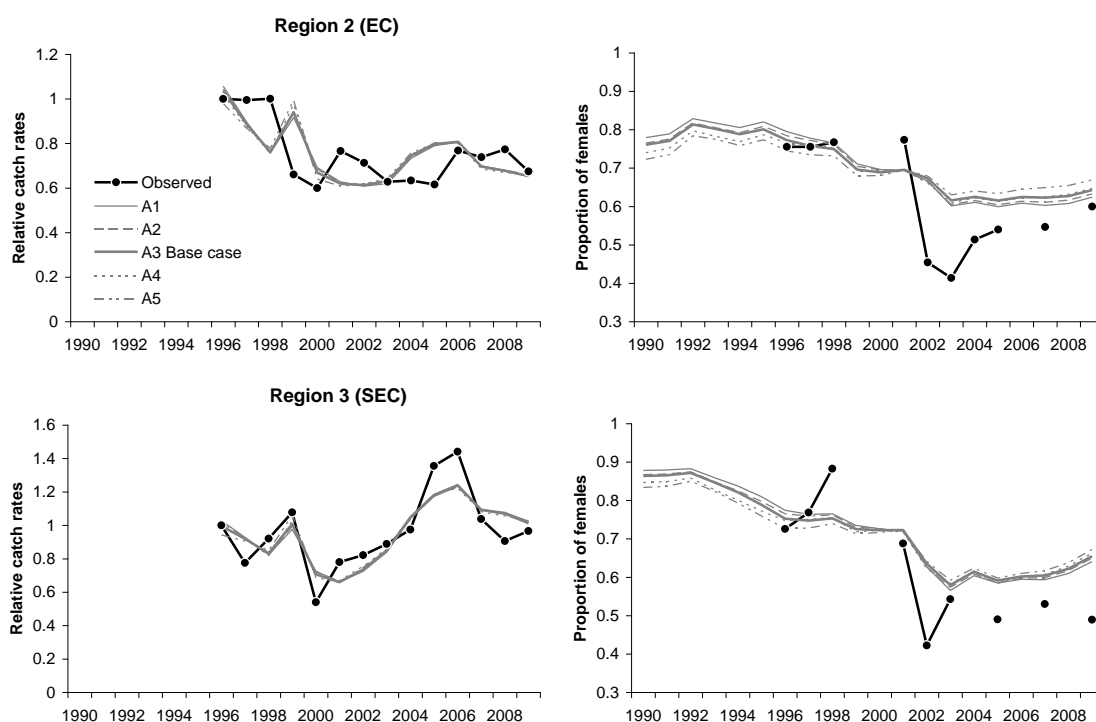 Region 2 (EC)
Relative catch rates
1.2
1
0.8
0.6
0.4
0.2
0
Observed
A1
A2
A3 Base case
A4
A5
1990 1992 1994 1996 1998 2000 2002 2004 2006 2008
Proportion of females
1
0.9
0.8
0.7
0.6
0.5
0.4
0.3
1990 1992 1994 1996 1998 2000 2002 2004 2006 2008
Region 3 (SEC)
Relative catch rates
1.6
1.4
1.2
1
0.8
0.6
0.4
0.2
0
1990 1992 1994 1996 1998 2000 2002 2004 2006 2008
Proportion of females
1
0.9
0.8
0.7
0.6
0.5
0.4
0.3
1990 1992 1994 1996 1998 2000 2002 2004 2006 2008